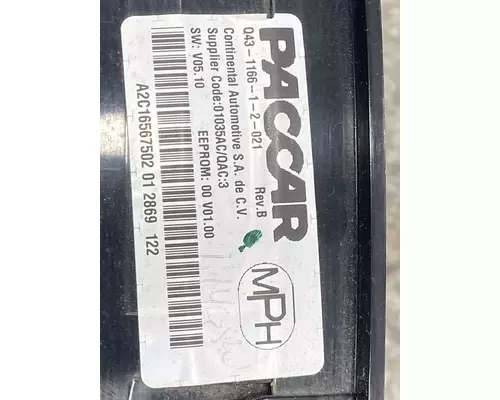 PACCAR
Q43-1166-1-2-021 Rev.B
Continental Automotive S.A. de C.V.
Supplier Code:01035AC/QAC:3
SW: V05.10 EEPROM: 00 V01.00
MPH
A2C16567502 01 2869 122